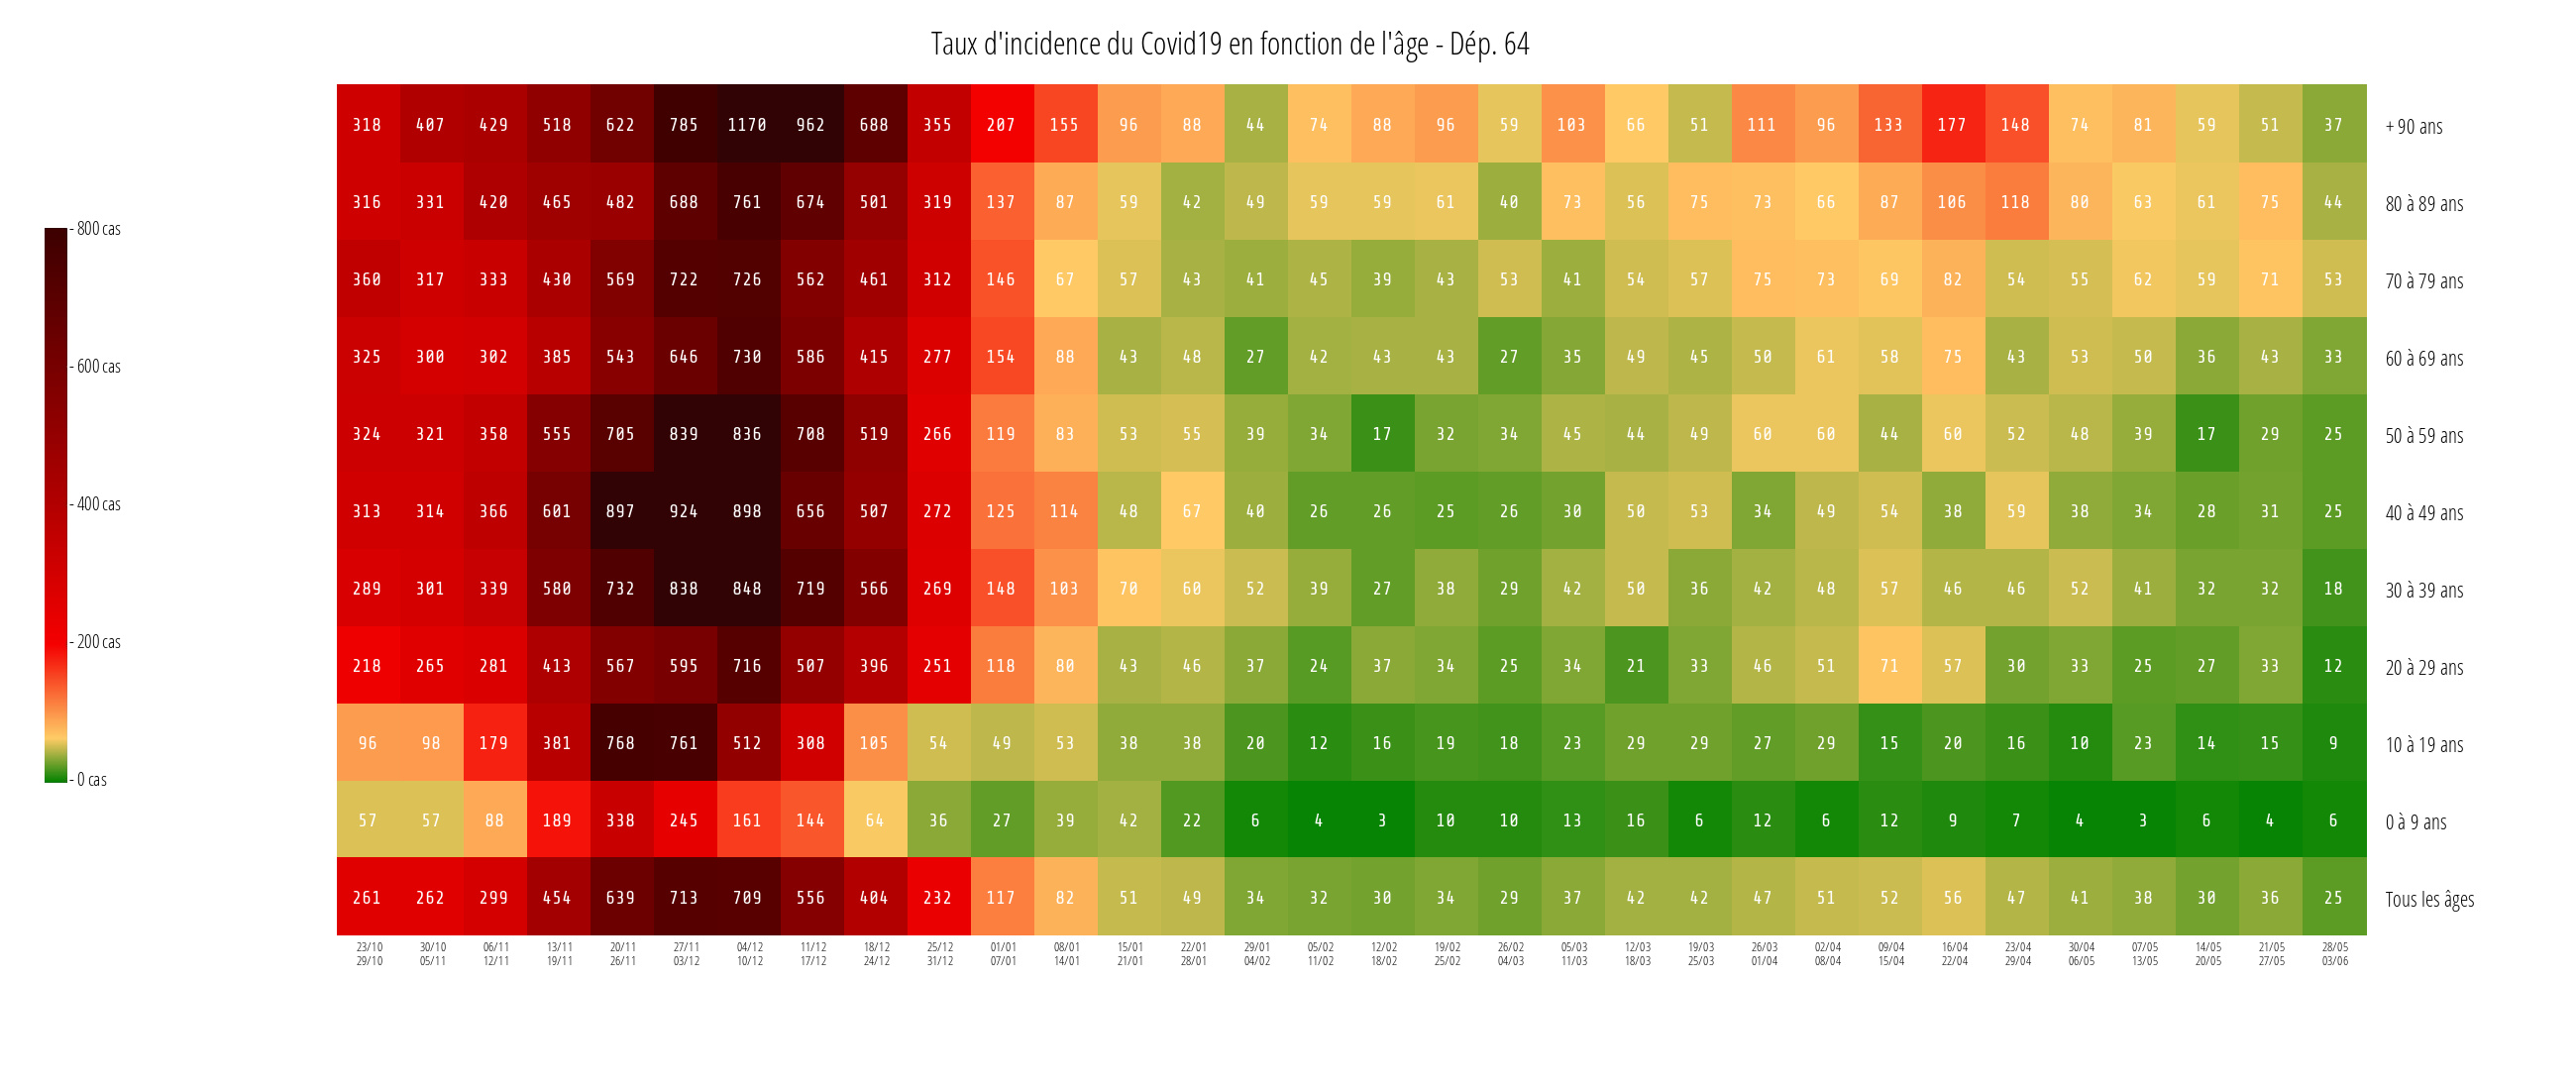 Taux d'incidence du Covid19 en fonction de l'âge - Dép. 64
- 800 cas
- 600 cas
- 400 cas
- 200 cas
- 0 cas
318 407 429 518 622 785 1170 962 688 355 207 155 96 88 44 74 88 96 59 103 66 51 111 96 133 177 148 74 81 59 51 37 + 90 ans
316 331 420 465 482 688 761 674 501 319 137 87 59 42 49 59 59 61 40 73 56 75 73 66 87 106 118 80 63 61 75 44 80 à 89 ans
360 317 333 430 569 722 726 562 461 312 146 67 57 43 41 45 39 43 53 41 54 57 75 73 69 82 54 55 62 59 71 53 70 à 79 ans
325 300 302 385 543 646 730 586 415 277 154 88 43 48 27 42 43 43 27 35 49 45 50 61 58 75 43 53 50 36 43 33 60 à 69 ans
324 321 358 555 705 839 836 708 519 266 119 83 53 55 39 34 17 32 34 45 44 49 60 60 44 60 52 48 39 17 29 25 50 à 59 ans
313 314 366 601 897 924 898 656 507 272 125 114 48 67 40 26 26 25 26 30 50 53 34 49 54 38 59 38 34 28 31 25 40 à 49 ans
289 301 339 580 732 838 848 719 566 269 148 103 70 60 52 39 27 38 29 42 50 36 42 48 57 46 46 52 41 32 32 18 30 à 39 ans
218 265 281 413 567 595 716 507 396 251 118 80 43 46 37 24 37 34 25 34 21 33 46 51 71 57 30 33 25 27 33 12 20 à 29 ans
96 98 179 381 768 761 512 308 105 54 49 53 38 38 20 12 16 19 18 23 29 29 27 29 15 20 16 10 23 14 15 9 10 à 19 ans
57 57 88 189 338 245 161 144 64 36 27 39 42 22 6 4 3 10 10 13 16 6 12 6 12 9 7 4 3 6 4 6 0 à 9 ans
261 262 299 454 639 713 709 556 404 232 117 82 51 49 34 32 30 34 29 37 42 42 47 51 52 56 47 41 38 30 36 25 Tous les âges
23/10 30/10 06/11 13/11 20/11 27/11 04/12 11/12 18/12 25/12 01/01 08/01 15/01 22/01 29/01 05/02 12/02 19/02 26/02 05/03 12/03 19/03 26/03 02/04 09/04 16/04 23/04 30/04 07/05 14/05 21/05 28/05
29/10 05/11 12/11 19/11 26/11 03/12 10/12 17/12 24/12 31/12 07/01 14/01 21/01 28/01 04/02 11/02 18/02 25/02 04/03 11/03 18/03 25/03 01/04 08/04 15/04 22/04 29/04 06/05 13/05 20/05 27/05 03/06